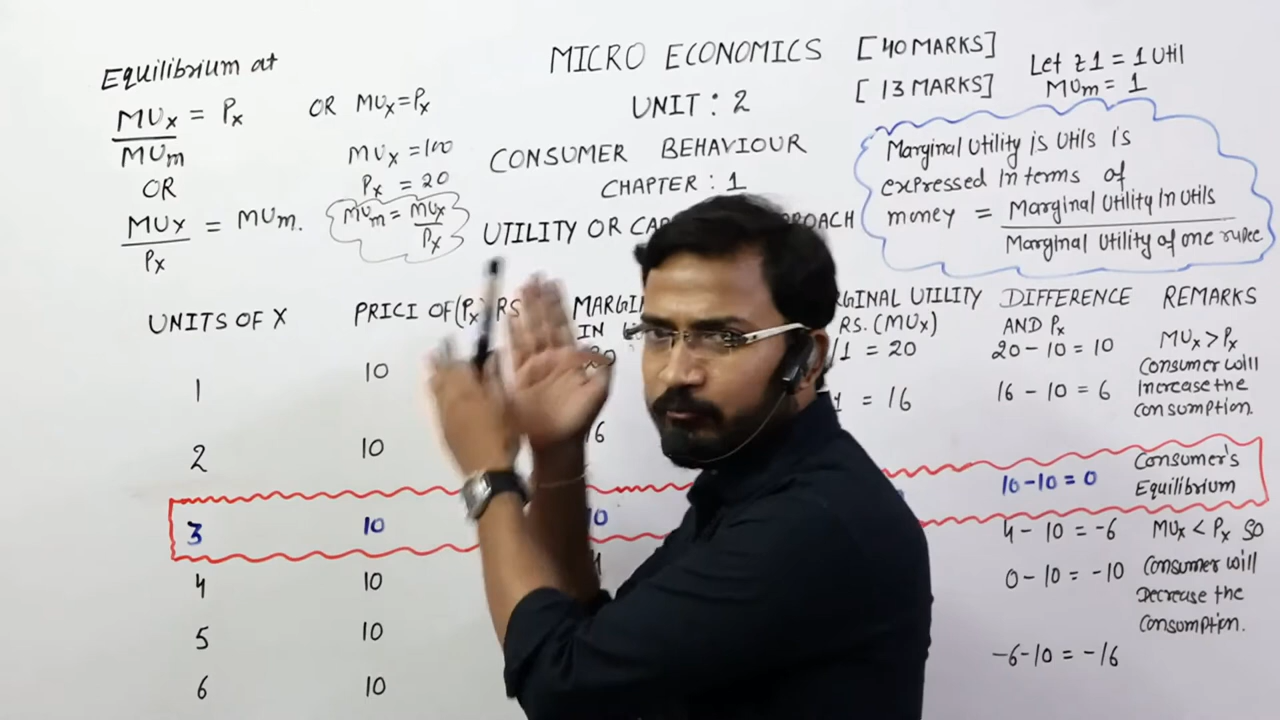 MICRO ECONOMICS [40 MARKS]
UNIT : 2 [13 MARKS]
CONSUMER BEHAVIOUR
CHAPTER : 1
UTILITY OR APPROACH
Equilibrium at
MUx = Px
MUm
OR
MUx = MUm.
Px
OR MUx = Px
MUx = 100
Px = 20
MUm = MUx
Px
Let ₹1 = 1 Util
MUm = 1
Marginal Utility is Utils is
expressed In terms of
money = Marginal Utility In Utils
Marginal Utility of one rupee
UNITS OF X PRICI OF (Px) RS UTILITY DIFFERENCE REMARKS
IN RS. (MUx) AND Px
1 10 /1 = 20 20 - 10 = 10 MUx > Px
Consumer will
Increase the
consumption.
2 10 = 16 16 - 10 = 6
3 10 10 10 - 10 = 0 Consumer's
Equilibrium
4 10 4 - 10 = -6 MUx < Px so
5 10 0 - 10 = -10 Consumer will
Decrease the
consumption.
6 10 -6 - 10 = -16